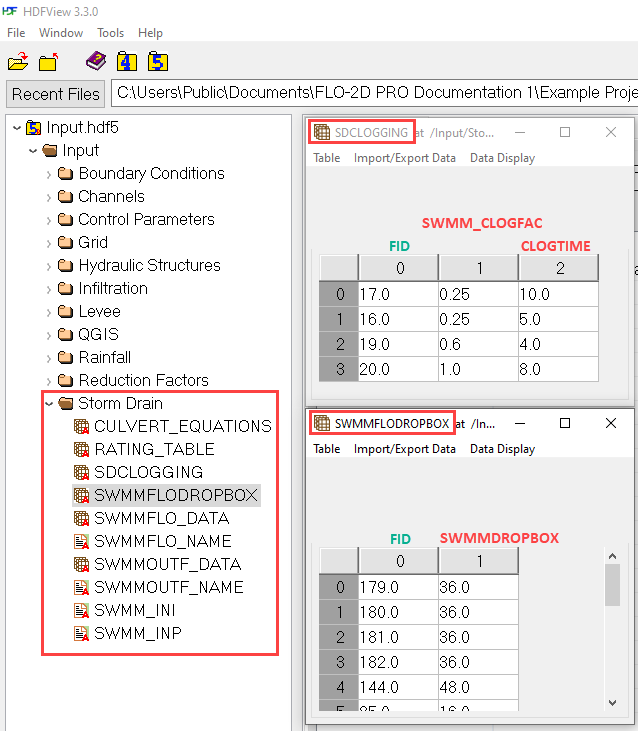 HDFView 3.3.0
File Window Tools Help
Recent Files C:\Users\Public\Documents\FLO-2D PRO Documentation 1\Example Proje
Input.hdf5
Input
Boundary Conditions
Channels
Control Parameters
Grid
Hydraulic Structures
Infiltration
Levee
QGIS
Rainfall
Reduction Factors
Storm Drain
CULVERT_EQUATIONS
RATING_TABLE
SDCLOGGING
SWMMFLODROPBOX
SWMMFLO_DATA
SWMMFLO_NAME
SWMMOUTF_DATA
SWMMOUTF_NAME
SWMM_INI
SWMM_INP
SDCLOGGING at /Input/Sto...
Table Import/Export Data Data Display
SWMM_CLOGFAC
FID CLOGTIME
0 1 2
0 17.0 0.25 10.0
1 16.0 0.25 5.0
2 19.0 0.6 4.0
3 20.0 1.0 8.0
SWMMFLODROPBOX at /In...
Table Import/Export Data Data Display
FID SWMMDROPBOX
0 1
0 179.0 36.0
1 180.0 36.0
2 181.0 36.0
3 182.0 36.0
4 144.0 48.0
5 85.0 16.0